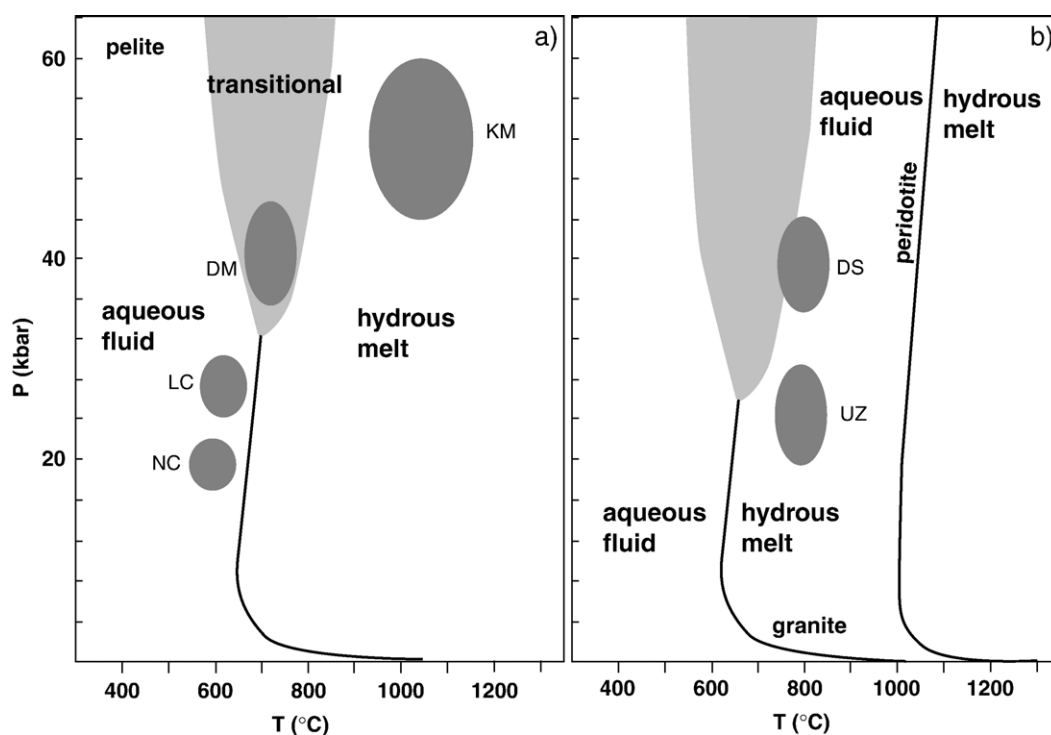 a)
pelite
transitional
KM
DM
aqueous
fluid
hydrous
melt
LC
NC
60
40
20
P (kbar)
400
600
800
1000
1200
T (°C)
b)
aqueous
fluid
hydrous
melt
peridotite
DS
UZ
aqueous
fluid
hydrous
melt
granite
400
600
800
1000
1200
T (°C)